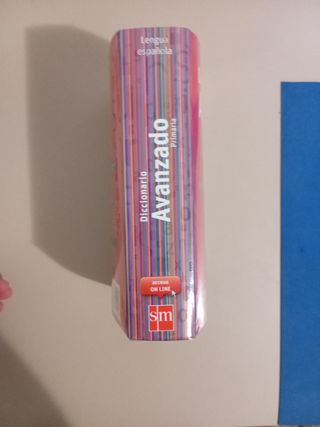 Lengua
española
Diccionario
Avanzado
Primaria
acceso
ON LINE
sm